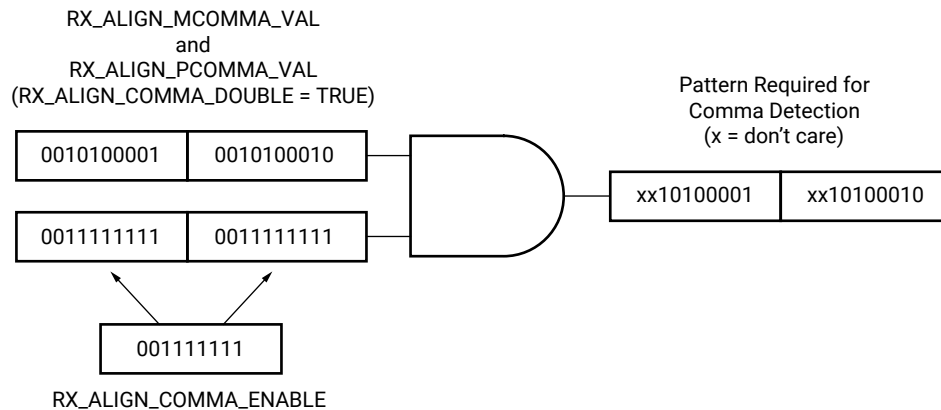 RX_ALIGN_MCOMMA_VAL
and
RX_ALIGN_PCOMMA_VAL
(RX_ALIGN_COMMA_DOUBLE = TRUE)
Pattern Required for
Comma Detection
(x = don't care)
0010100001 0010100010
xx10100001 xx10100010
0011111111 0011111111
001111111
RX_ALIGN_COMMA_ENABLE